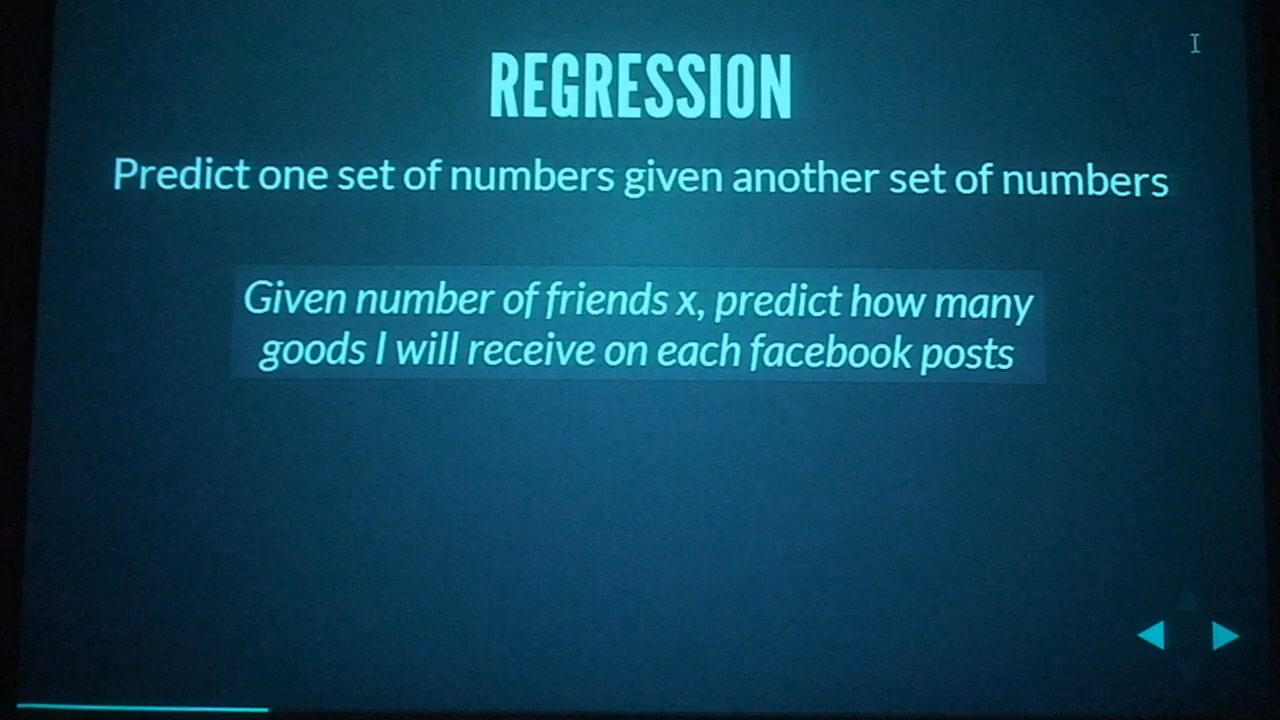 REGRESSION
Predict one set of numbers given another set of numbers
Given number of friends x, predict how many
goods I will receive on each facebook posts